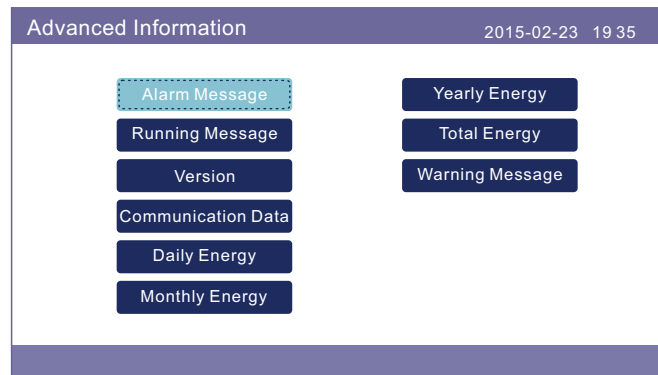 Advanced Information
2015-02-23 19 35
Alarm Message
Running Message
Version
Communication Data
Daily Energy
Monthly Energy
Yearly Energy
Total Energy
Warning Message